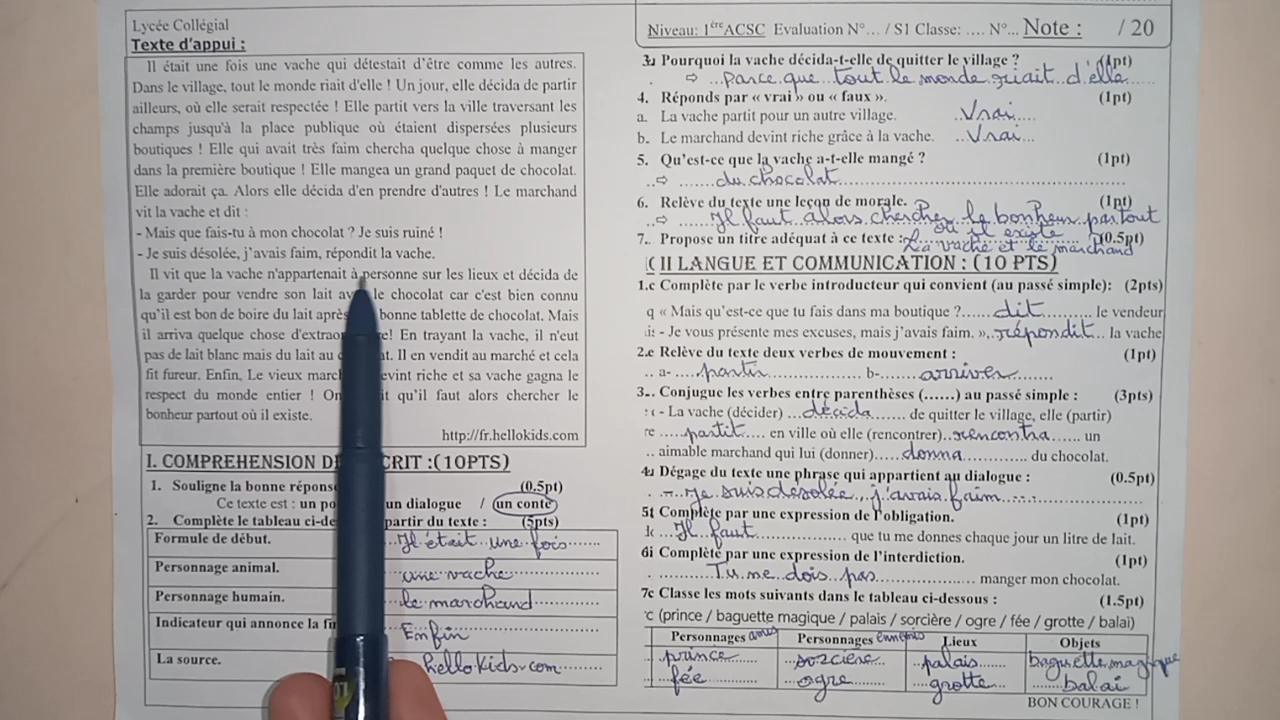 Lycée Collégial
Texte d'appui :
Il était une fois une vache qui détestait d'être comme les autres.
Dans le village, tout le monde riait d'elle ! Un jour, elle décida de partir
ailleurs, où elle serait respectée ! Elle partit vers la ville traversant les
champs jusqu'à la place publique où étaient dispersées plusieurs
boutiques ! Elle qui avait très faim chercha quelque chose à manger
dans la première boutique ! Elle mangea un grand paquet de chocolat.
Elle adorait ça. Alors elle décida d'en prendre d'autres ! Le marchand
vit la vache et dit :
- Mais que fais-tu à mon chocolat ? Je suis ruiné !
- Je suis désolée, j'avais faim, répondit la vache.
Il vit que la vache n'appartenait à personne sur les lieux et décida de
la garder pour vendre son lait le chocolat car c'est bien connu
qu'il est bon de boire du lait après bonne tablette de chocolat. Mais
il arriva quelque chose d'extraor ! En trayant la vache, il n'eut
pas de lait blanc mais du lait au Il en vendit au marché et cela
fit fureur. Enfin, Le vieux devint riche et sa vache gagna le
respect du monde entier ! qu'il faut alors chercher le
bonheur partout où il existe.
http://fr.hellokids.com
I. COMPREHENSION CRIT :(10PTS)
1. Souligne la bonne (0.5pt)
Ce texte est : un dialogue / un conte
2. Complète le tableau partir du texte : (5pts)
Formule de début. Il était une fois
Personnage animal. une vache
Personnage humain. le marchand
Indicateur qui annonce la Enfin
La source. hellokids.com
Niveau: 1ère ACSC Evaluation N°... / S1 Classe: .... N°... Note : / 20
3. Pourquoi la vache décida-t-elle de quitter le village ? (1pt)
⇨ parce que tout le monde riait d'elle
4. Réponds par « vrai » ou « faux ». (1pt)
a. La vache partit pour un autre village. Vrai
b. Le marchand devint riche grâce à la vache. Vrai
5. Qu'est-ce que la vache a-t-elle mangé ? (1pt)
⇨ du chocolat
6. Relève du texte une leçon de morale. (1pt)
⇨ Il faut alors chercher le bonheur partout
où il existe
7. Propose un titre adéquat à ce texte : La vache et le marchand (0.5pt)
II LANGUE ET COMMUNICATION : (10 PTS)
1. Complète par le verbe introducteur qui convient (au passé simple): (2pts)
« Mais qu'est-ce que tu fais dans ma boutique ? dit le vendeur
- Je vous présente mes excuses, mais j'avais faim. », répondit la vache
2. Relève du texte deux verbes de mouvement : (1pt)
a- partir b- arriver
3. Conjugue les verbes entre parenthèses (......) au passé simple : (3pts)
- La vache (décider) décida de quitter le village, elle (partir)
partit en ville où elle (rencontrer) rencontra un
aimable marchand qui lui (donner) donna du chocolat.
4. Dégage du texte une phrase qui appartient au dialogue : (0.5pt)
- Je suis désolée, j'avais faim
5 Complète par une expression de l'obligation. (1pt)
Il faut que tu me donnes chaque jour un litre de lait.
6 Complète par une expression de l'interdiction. (1pt)
Tu ne dois pas manger mon chocolat.
7 Classe les mots suivants dans le tableau ci-dessous : (1.5pt)
(prince / baguette magique / palais / sorcière / ogre / fée / grotte / balai)
Personnages amis Personnages ennemis Lieux Objets
prince sorcière palais baguette magique
fée ogre grotte balai
BON COURAGE !